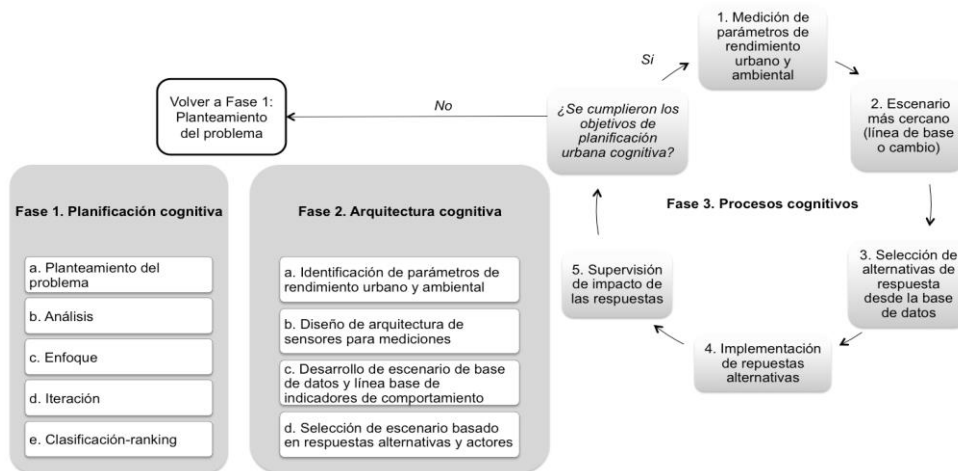 1. Medición de
parámetros de
rendimiento
urbano y
ambiental
Si
Volver a Fase 1:
Planteamiento
del problema
No
¿Se cumplieron los
objetivos de
planificación
urbana cognitiva?
2. Escenario
más cercano
(línea de base
o cambio)
Fase 1. Planificación cognitiva
a. Planteamiento del
problema
b. Análisis
c. Enfoque
d. Iteración
e. Clasificación-ranking
Fase 2. Arquitectura cognitiva
a. Identificación de parámetros de
rendimiento urbano y ambiental
b. Diseño de arquitectura de
sensores para mediciones
c. Desarrollo de escenario de base
de datos y línea base de
indicadores de comportamiento
d. Selección de escenario basado
en respuestas alternativas y actores
Fase 3. Procesos cognitivos
3. Selección de
alternativas de
respuesta
desde la base
de datos
4. Implementación
de repuestas
alternativas
5. Supervisión
de impacto de
las respuestas